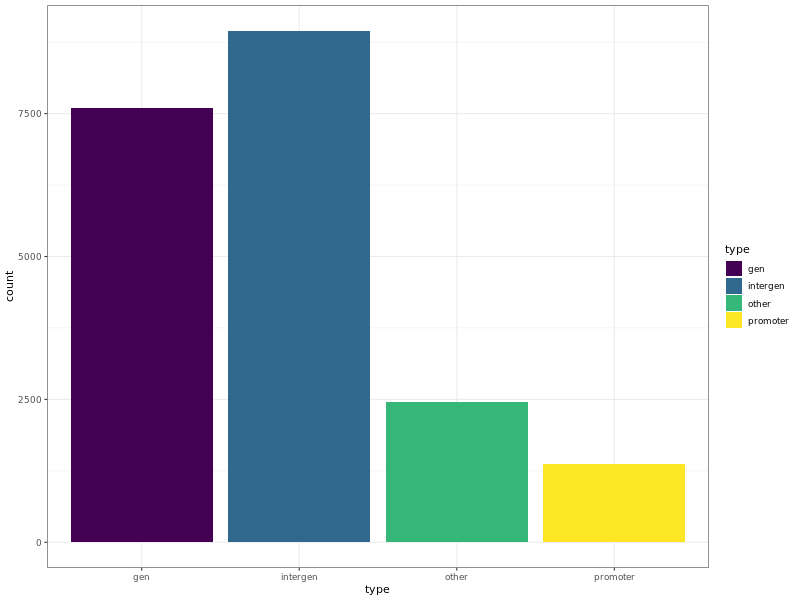 count
7500
5000
2500
0
gen intergen other promoter
type
type
gen
intergen
other
promoter